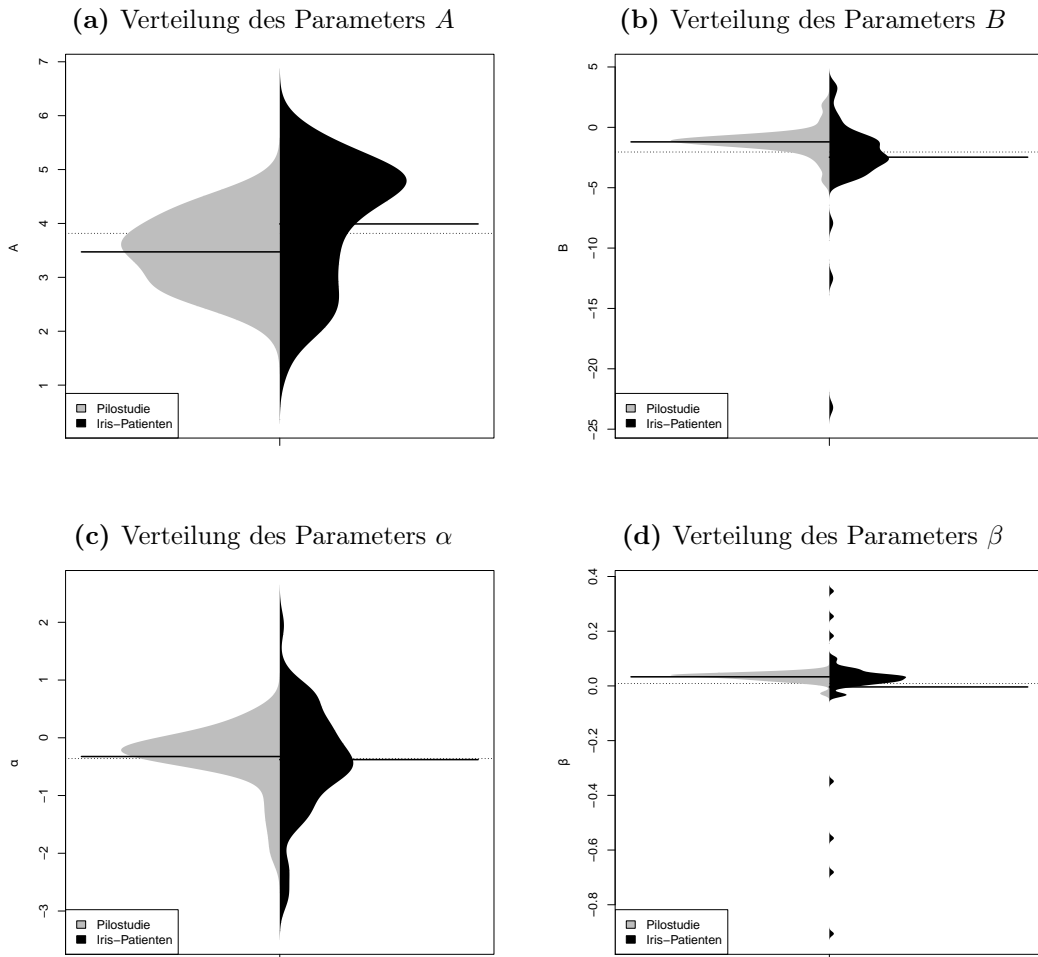 (a) Verteilung des Parameters A
7
6
5
4
3
2
1
A
Pilostudie
Iris−Patienten
(b) Verteilung des Parameters B
5
0
−5
−10
−15
−20
−25
B
Pilostudie
Iris−Patienten
(c) Verteilung des Parameters α
2
1
0
−1
−2
−3
α
Pilostudie
Iris−Patienten
(d) Verteilung des Parameters β
0.4
0.2
0.0
−0.2
−0.4
−0.6
−0.8
β
Pilostudie
Iris−Patienten